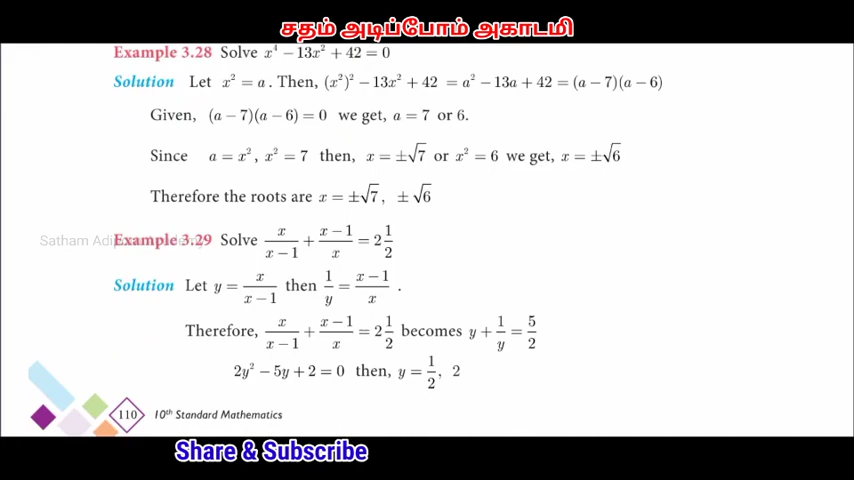 சதம் அடிப்போம் அகாடமி
Example 3.28 Solve x⁴ − 13x² + 42 = 0
Solution Let x² = a. Then, (x²)² − 13x² + 42 = a² − 13a + 42 = (a − 7)(a − 6)
Given, (a − 7)(a − 6) = 0 we get, a = 7 or 6.
Since a = x², x² = 7 then, x = ±√7 or x² = 6 we get, x = ±√6
Therefore the roots are x = ±√7, ±√6
Example 3.29 Solve x/(x − 1) + (x − 1)/x = 2 1/2
Solution Let y = x/(x − 1) then 1/y = (x − 1)/x .
Therefore, x/(x − 1) + (x − 1)/x = 2 1/2 becomes y + 1/y = 5/2
2y² − 5y + 2 = 0 then, y = 1/2, 2
110 10th Standard Mathematics
Share & Subscribe